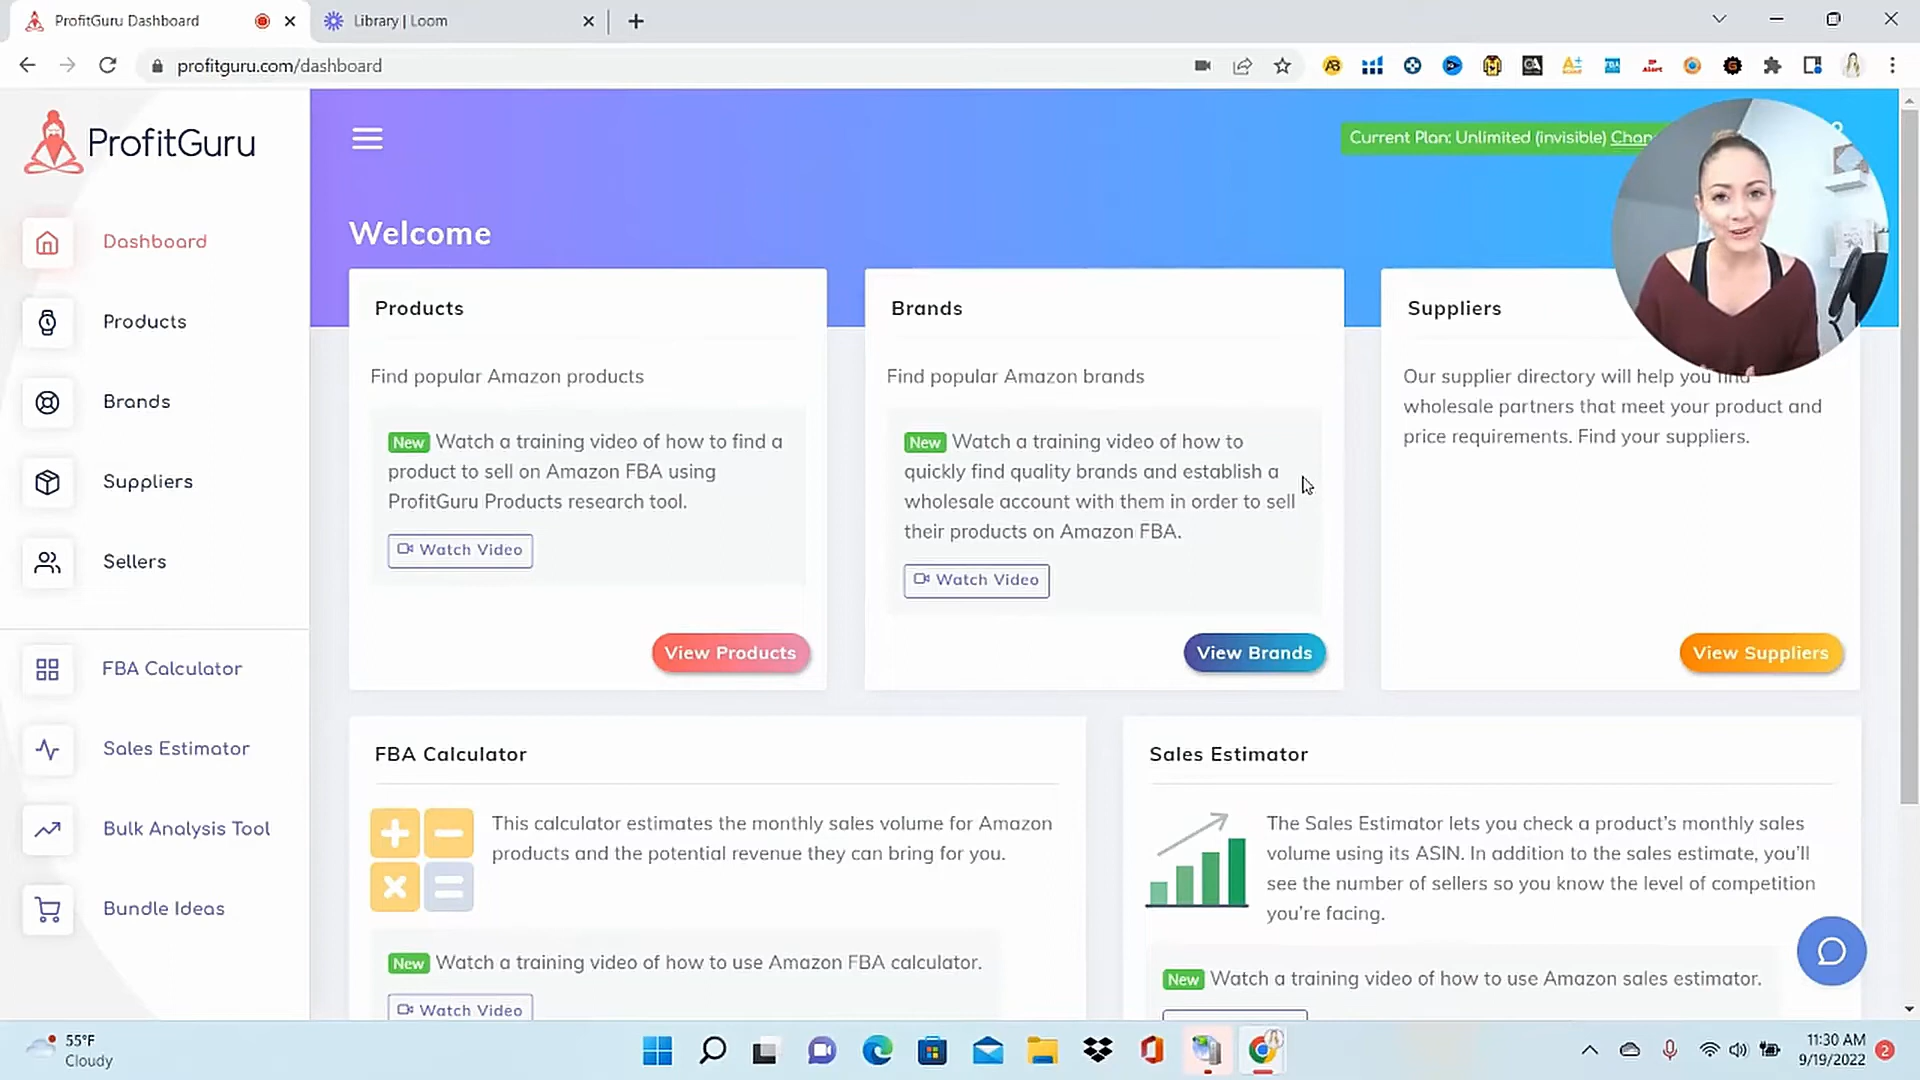 ProfitGuru Dashboard
Library | Loom
profitguru.com/dashboard
ProfitGuru
Current Plan: Unlimited (invisible)
Welcome
Dashboard
Products
Brands
Suppliers
Sellers
FBA Calculator
Sales Estimator
Bulk Analysis Tool
Bundle Ideas
Products
Find popular Amazon products
New Watch a training video of how to find a
product to sell on Amazon FBA using
ProfitGuru Products research tool.
Watch Video
View Products
Brands
Find popular Amazon brands
New Watch a training video of how to
quickly find quality brands and establish a
wholesale account with them in order to sell
their products on Amazon FBA.
Watch Video
View Brands
Suppliers
Our supplier directory will help you find
wholesale partners that meet your product and
price requirements. Find your suppliers.
View Suppliers
FBA Calculator
This calculator estimates the monthly sales volume for Amazon
products and the potential revenue they can bring for you.
New Watch a training video of how to use Amazon FBA calculator.
Watch Video
Sales Estimator
The Sales Estimator lets you check a product's monthly sales
volume using its ASIN. In addition to the sales estimate, you'll
see the number of sellers so you know the level of competition
you're facing.
New Watch a training video of how to use Amazon sales estimator.
55°F
Cloudy
11:30 AM
9/19/2022
2